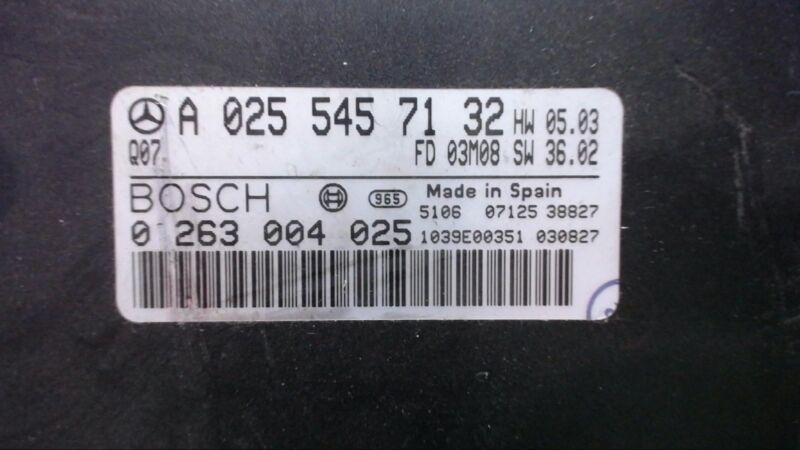 A 025 545 71 32 HW 05.03
Q07 FD 03M08 SW 36.02
BOSCH 965 Made in Spain
5106 07125 38827
0 263 004 025 1039E00351 030827